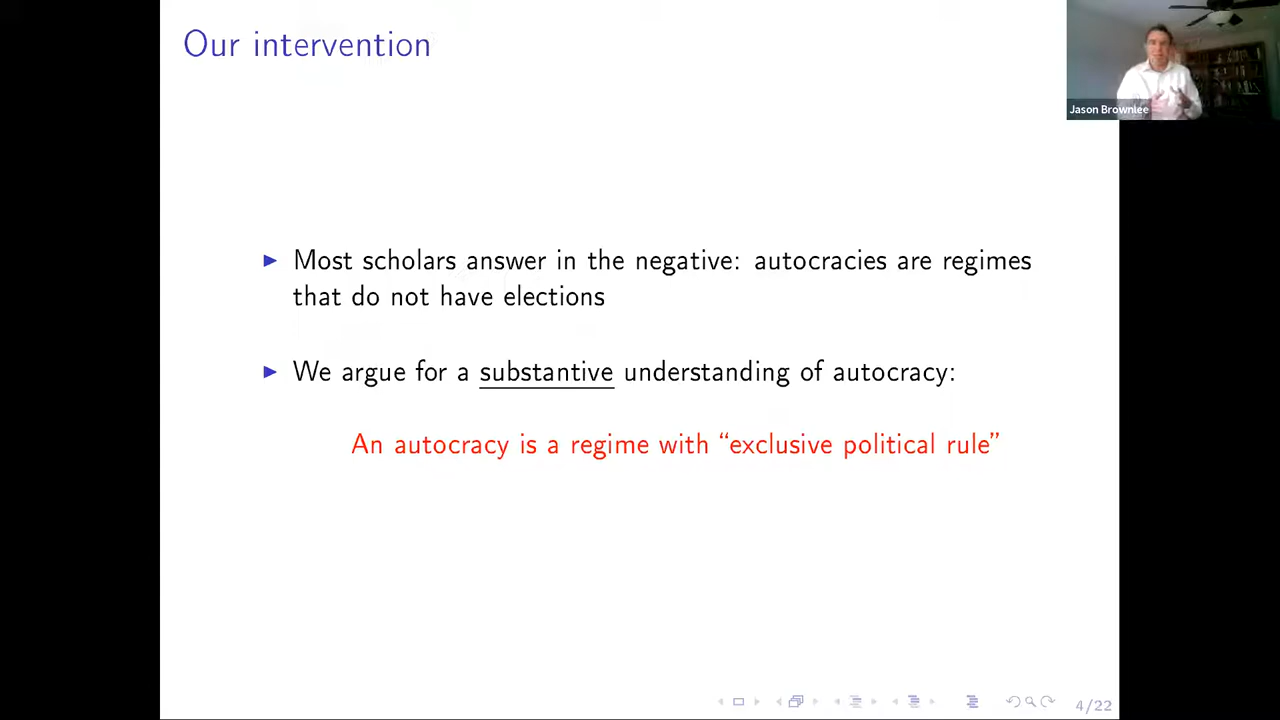 Our intervention
Jason Brownlee
Most scholars answer in the negative: autocracies are regimes
that do not have elections
We argue for a substantive understanding of autocracy:
An autocracy is a regime with “exclusive political rule”
4/22